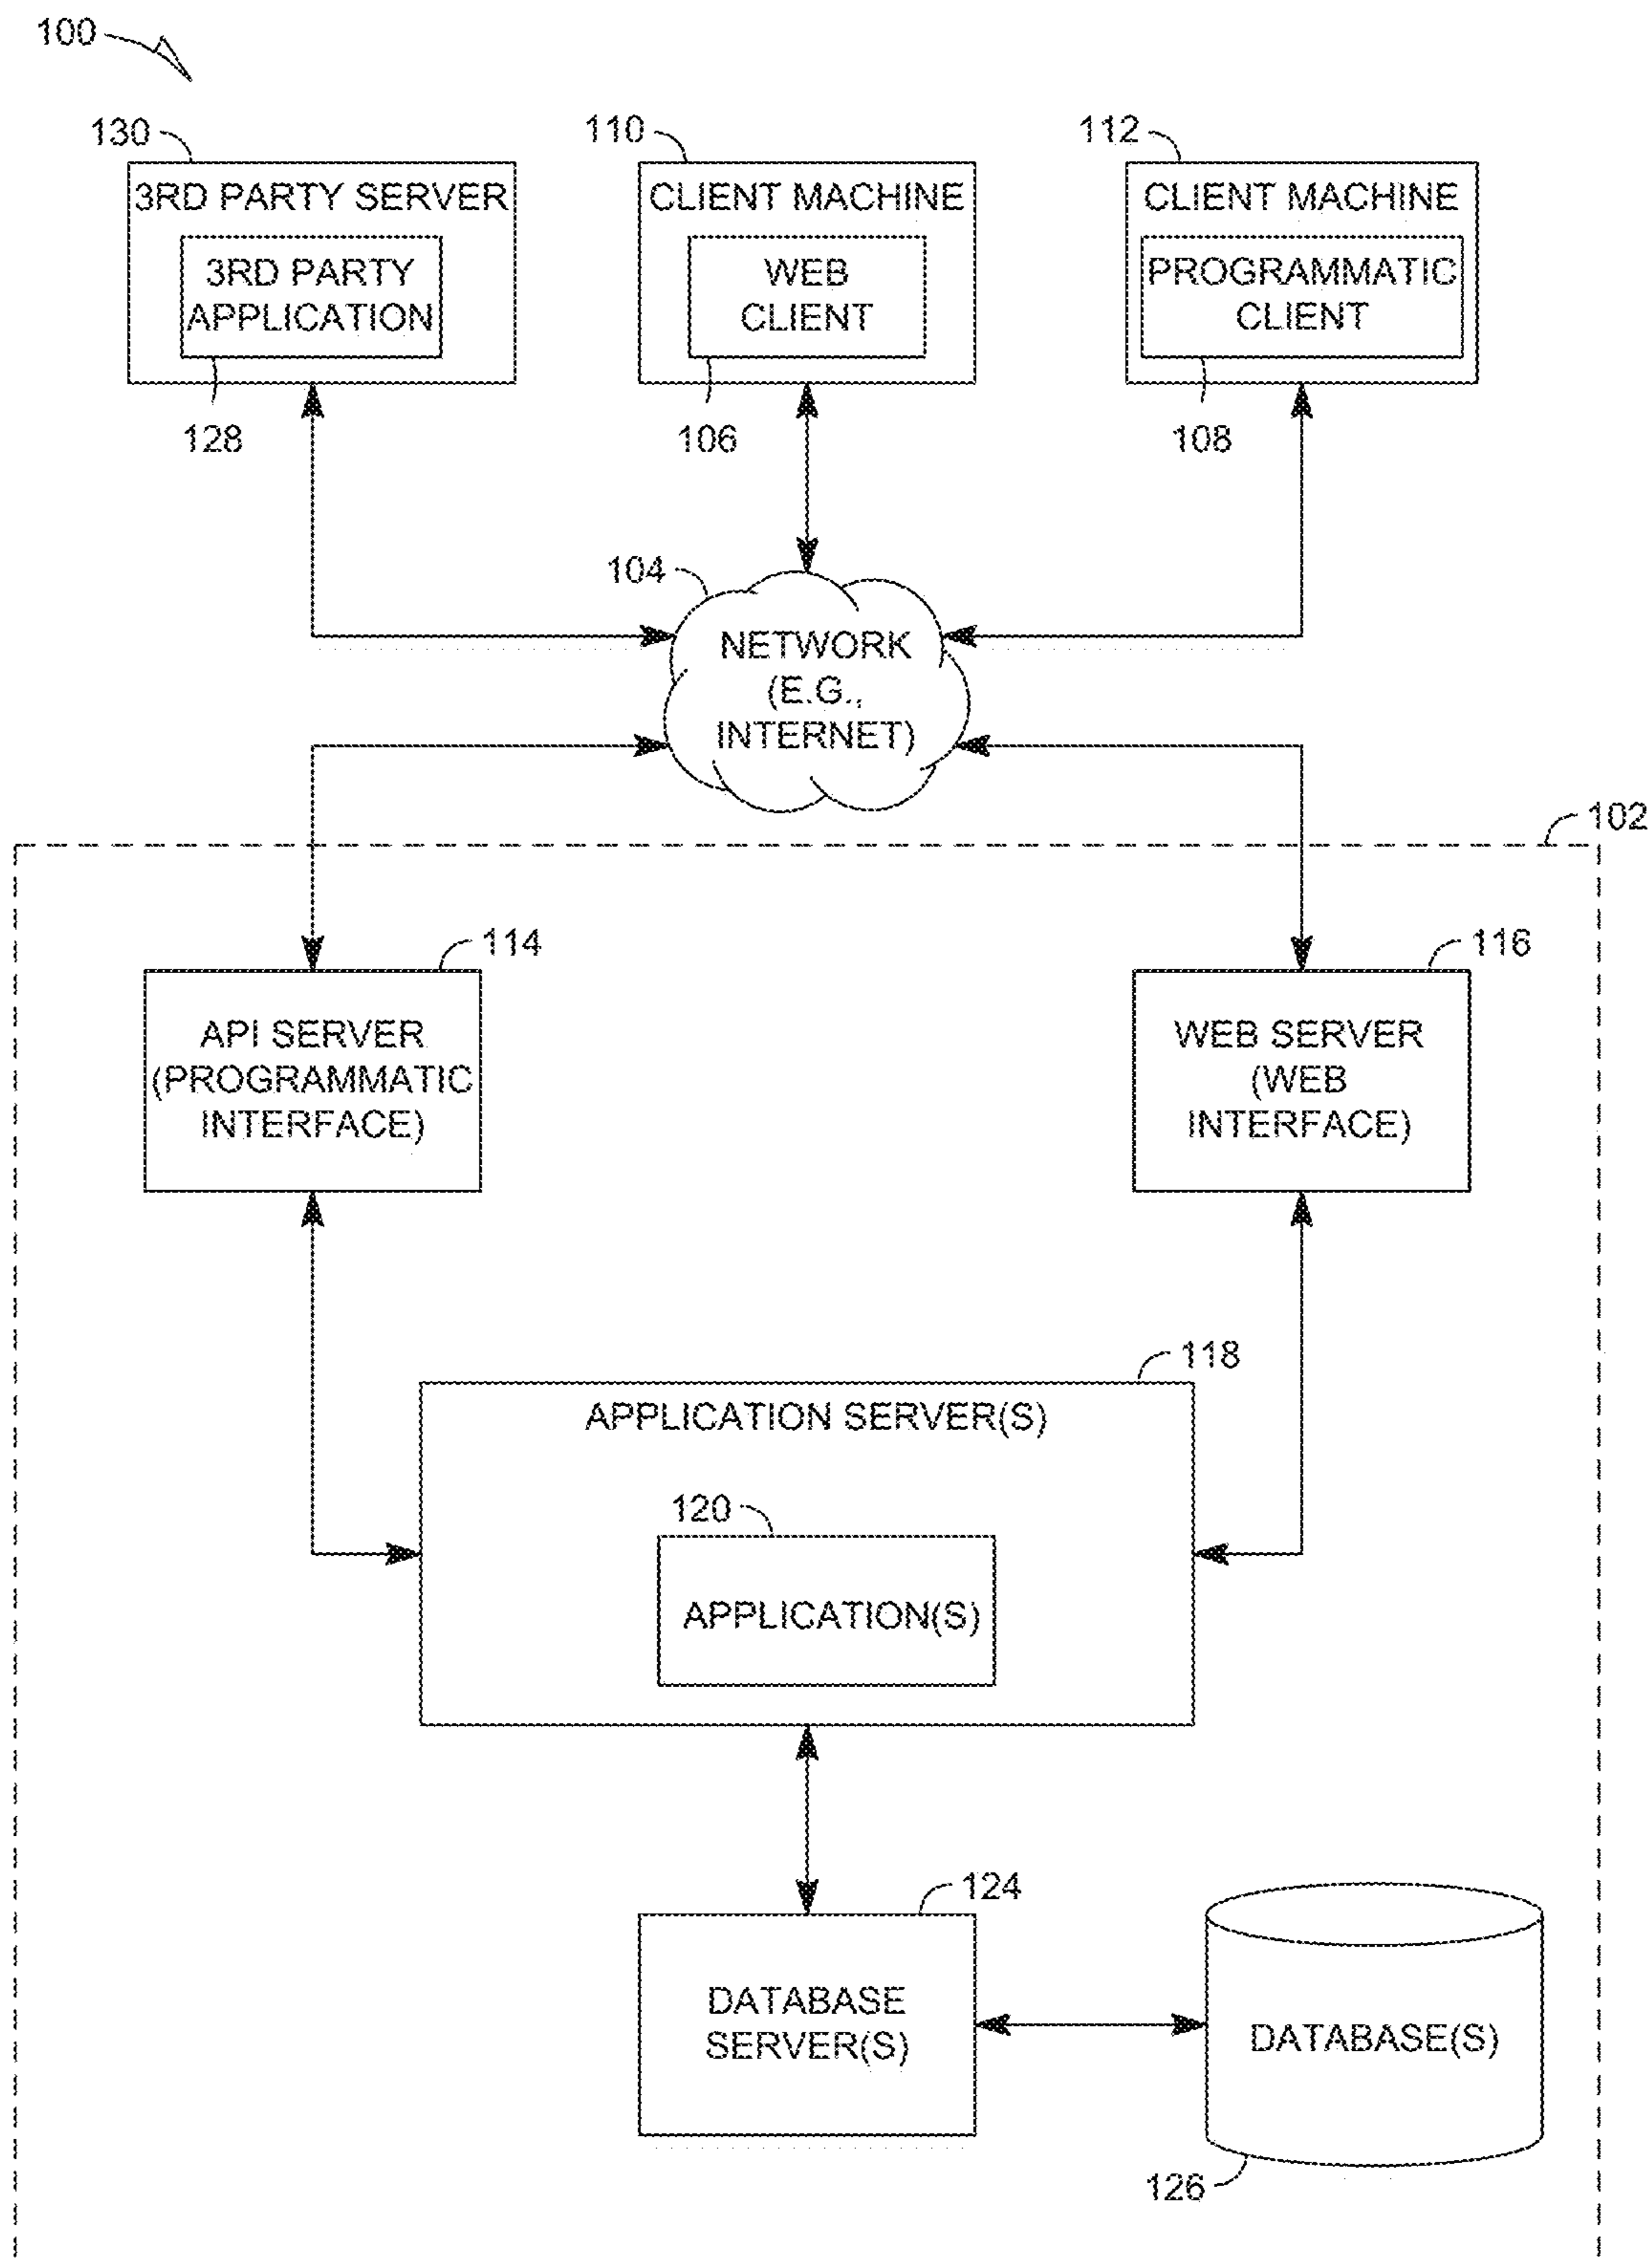 100
130
110
112
3RD PARTY SERVER
CLIENT MACHINE
CLIENT MACHINE
3RD PARTY
APPLICATION
WEB
CLIENT
PROGRAMMATIC
CLIENT
128
106
108
104
NETWORK
(E.G.,
INTERNET)
102
114
116
API SERVER
(PROGRAMMATIC
INTERFACE)
WEB SERVER
(WEB
INTERFACE)
118
APPLICATION SERVER(S)
120
APPLICATION(S)
124
DATABASE
SERVER(S)
DATABASE(S)
126